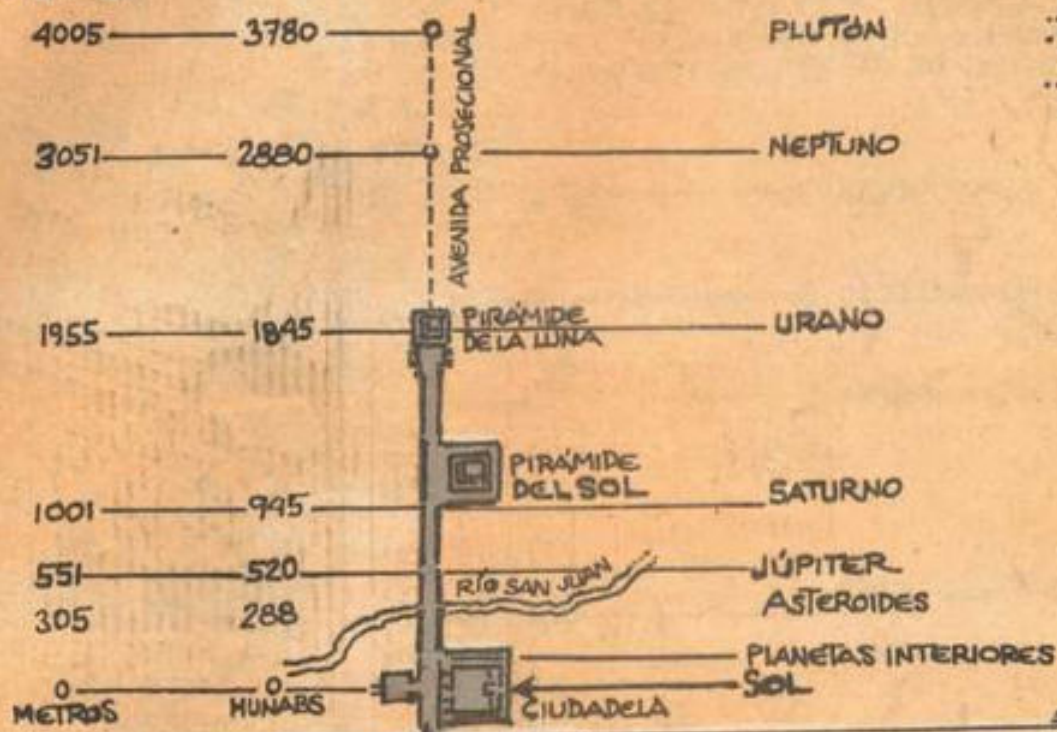 4005 3780 PLUTÓN
AVENIDA PROSECIONAL
3051 2880 NEPTUNO
1955 1845 PIRÁMIDE DE LA LUNA URANO
PIRÁMIDE DEL SOL
1001 945 SATURNO
551 520 RÍO SAN JUAN JÚPITER
305 288 ASTEROIDES
PLANETAS INTERIORES
0 0 SOL
METROS HUNABS CIUDADELA